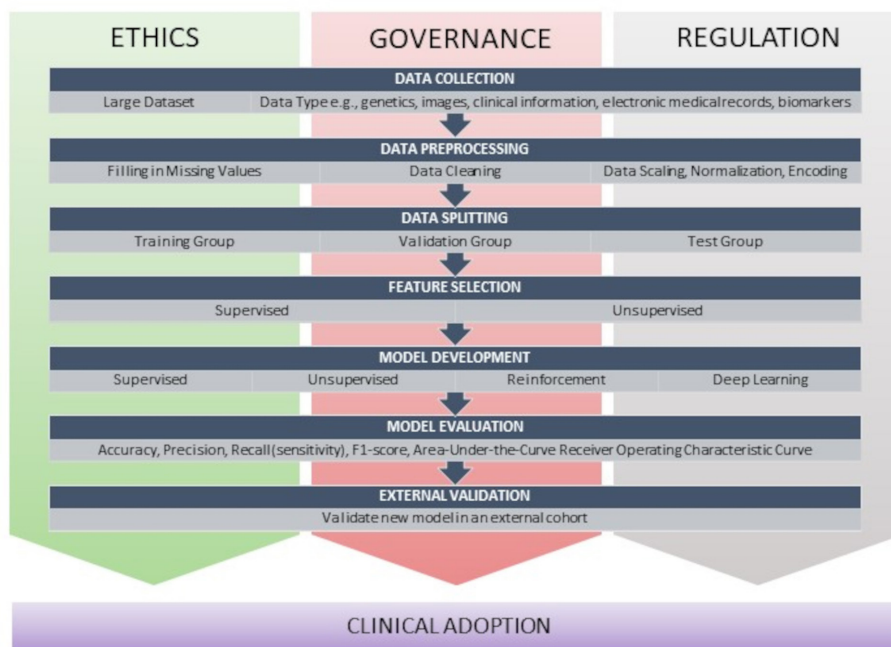 ETHICS GOVERNANCE REGULATION
DATA COLLECTION
Large Dataset Data Type e.g., genetics, images, clinical information, electronic medical records, biomarkers
DATA PREPROCESSING
Filling in Missing Values Data Cleaning Data Scaling, Normalization, Encoding
DATA SPLITTING
Training Group Validation Group Test Group
FEATURE SELECTION
Supervised Unsupervised
MODEL DEVELOPMENT
Supervised Unsupervised Reinforcement Deep Learning
MODEL EVALUATION
Accuracy, Precision, Recall (sensitivity), F1-score, Area-Under-the-Curve Receiver Operating Characteristic Curve
EXTERNAL VALIDATION
Validate new model in an external cohort
CLINICAL ADOPTION